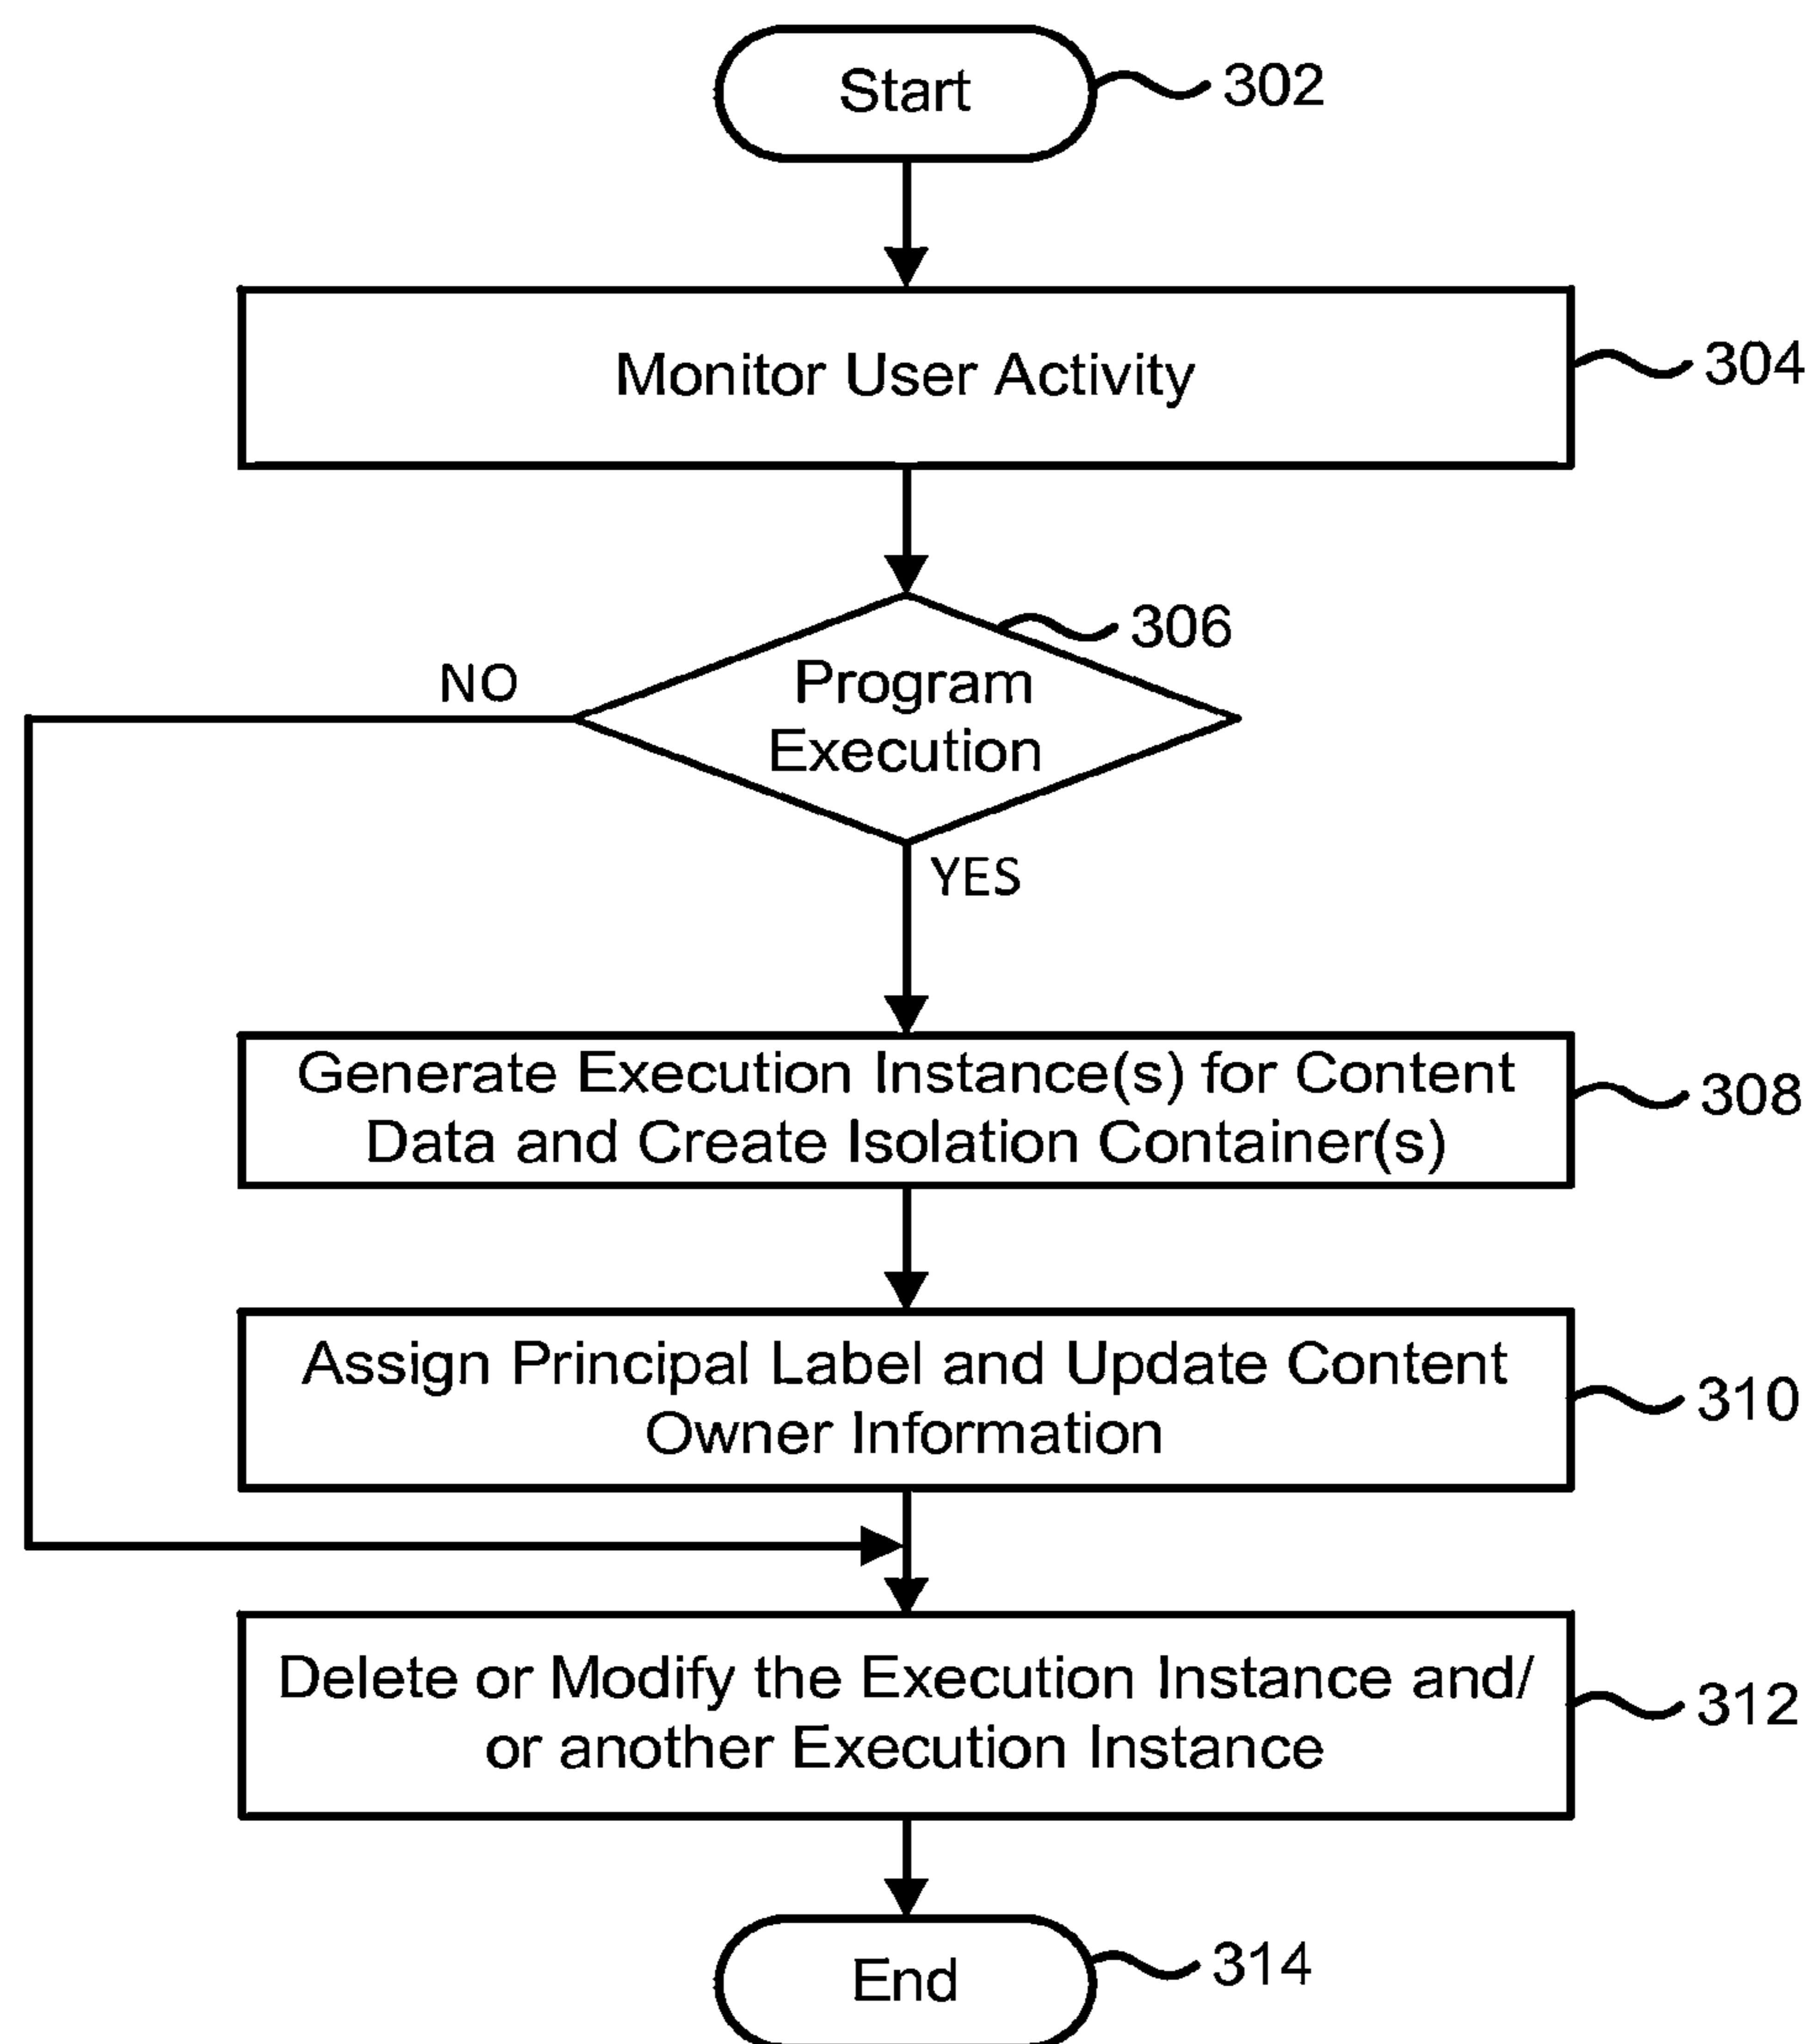 Start
302
Monitor User Activity
304
306
Program
Execution
NO
YES
Generate Execution Instance(s) for Content
Data and Create Isolation Container(s)
308
Assign Principal Label and Update Content
Owner Information
310
Delete or Modify the Execution Instance and/
or another Execution Instance
312
End
314